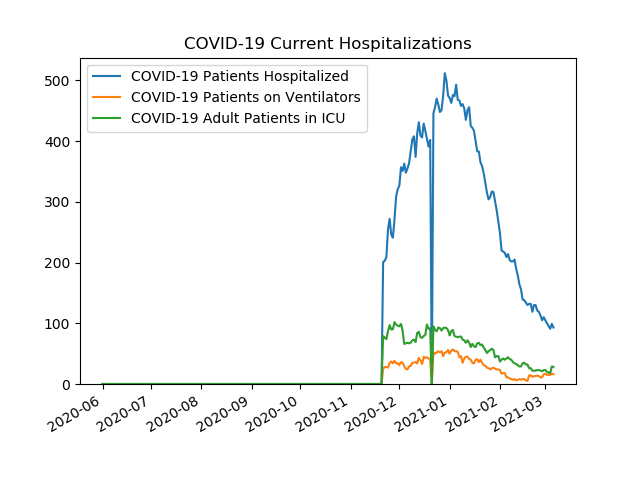 COVID-19 Current Hospitalizations
COVID-19 Patients Hospitalized
COVID-19 Patients on Ventilators
COVID-19 Adult Patients in ICU
500
400
300
200
100
0
2020-06 2020-07 2020-08 2020-09 2020-10 2020-11 2020-12 2021-01 2021-02 2021-03